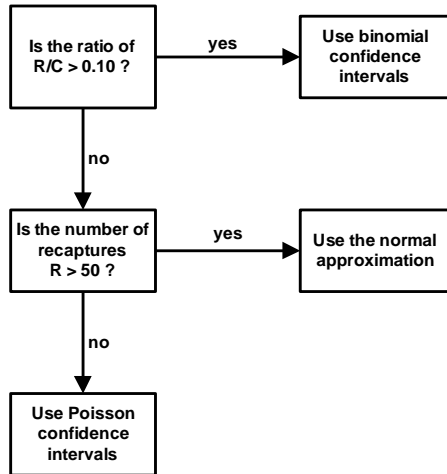 Is the ratio of
R/C > 0.10 ?
yes
Use binomial
confidence
intervals
no
Is the number of
recaptures
R > 50 ?
yes
Use the normal
approximation
no
Use Poisson
confidence
intervals